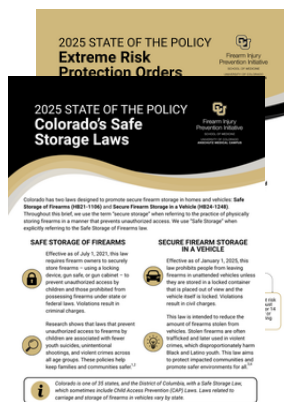 2025 STATE OF THE POLICY
Extreme Risk
Protection Orders
Firearm Injury
Prevention Initiative
SCHOOL OF MEDICINE
2025 STATE OF THE POLICY
Colorado's Safe
Storage Laws
Firearm Injury
Prevention Initiative
SCHOOL OF MEDICINE
UNIVERSITY OF COLORADO
ANSCHUTZ MEDICAL CAMPUS
Colorado has two laws designed to promote secure firearm storage in homes and vehicles: Safe
Storage of Firearms (HB21-1106) and Secure Firearm Storage in a Vehicle (HB24-1248).
Throughout this brief, we use the term "secure storage" when referring to the practice of physically
storing firearms in a manner that prevents unauthorized access. We use "Safe Storage" when
explicitly referring to the Safe Storage of Firearms law.
SAFE STORAGE OF FIREARMS
Effective as of July 1, 2021, this law
requires firearm owners to securely
store firearms – using a locking
device, gun safe, or gun cabinet – to
prevent unauthorized access by
children and those prohibited from
possessing firearms under state or
federal laws. Violations result in
criminal charges.
Research shows that laws that prevent
unauthorized access to firearms by
children are associated with fewer
youth suicides, unintentional
shootings, and violent crimes across
all age groups. These policies help
keep families and communities safe!
SECURE FIREARM STORAGE
IN A VEHICLE
Effective as of January 1, 2025, this
law prohibits people from leaving
firearms in unattended vehicles unless
they are stored in a locked container
that is placed out of view and the
vehicle itself is locked. Violations
result in civil charges.
This law is intended to reduce the
amount of firearms stolen from
vehicles. Stolen firearms are often
trafficked and later used in violent
crimes, which disproportionately harm
Black and Latino youth. This law aims
to protect impacted communities and
promote safer environments for all.
Colorado is one of 35 states, and the District of Columbia, with a Safe Storage Law,
which sometimes include Child Access Prevention (CAP) Laws. Laws related to
carriage and storage of firearms in vehicles vary by state.